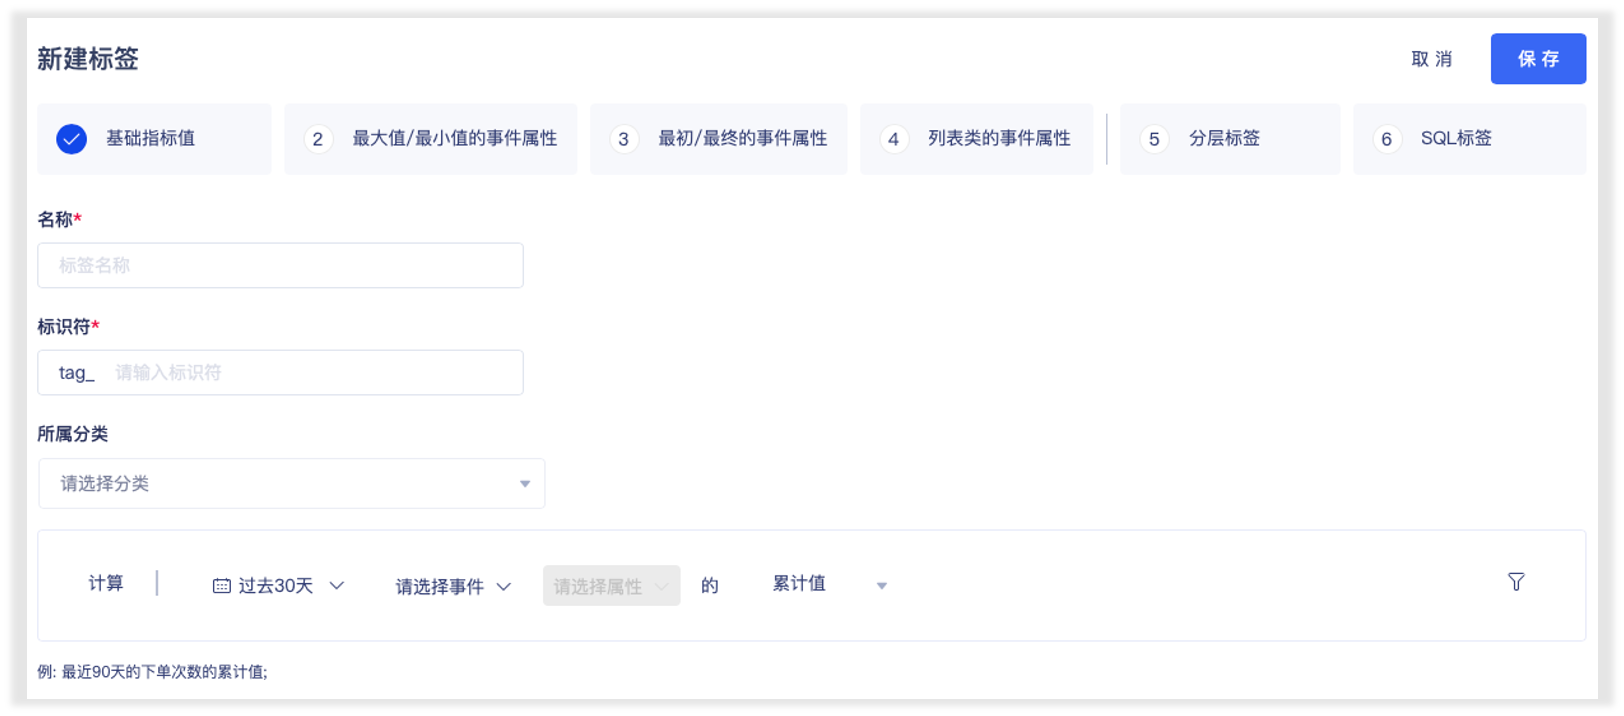 新建标签
取 消
保 存
基础指标值
2 最大值/最小值的事件属性
3 最初/最终的事件属性
4 列表类的事件属性
5 分层标签
6 SQL标签
名称*
标签名称
标识符*
tag_ 请输入标识符
所属分类
请选择分类
计算 过去30天 请选择事件 请选择属性 的 累计值
例: 最近90天的下单次数的累计值;